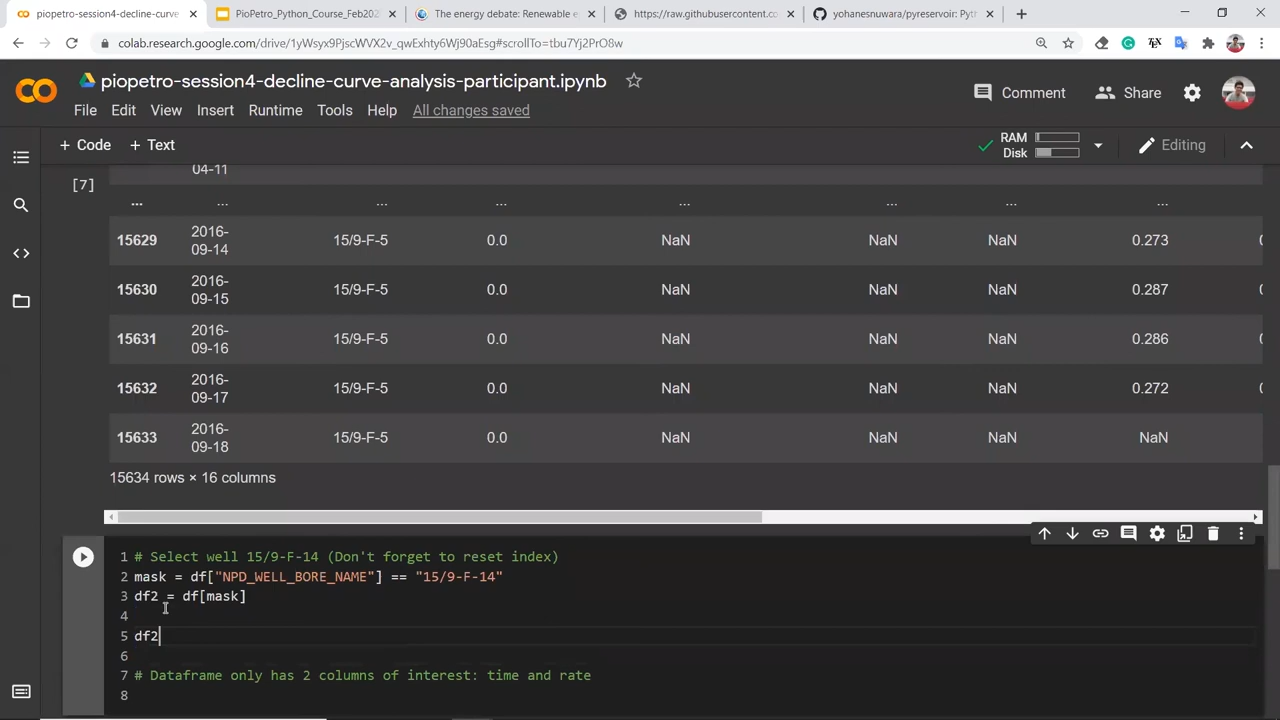 piopetro-session4-decline-curve
PioPetro_Python_Course_Feb202
The energy debate: Renewable e
https://raw.githubusercontent.co
yohanesnuwara/pyreservoir: Pyt
colab.research.google.com/drive/1yWsyx9PjscWVX2v_qwExhty6Wj90aEsg#scrollTo=tbu7Yj2PrO8w
piopetro-session4-decline-curve-analysis-participant.ipynb
File Edit View Insert Runtime Tools Help All changes saved
Comment Share
+ Code + Text
RAM
Disk
Editing
[7]
04-11
... ... ... ... ... ... ... ...
15629 2016-09-14 15/9-F-5 0.0 NaN NaN NaN 0.273
15630 2016-09-15 15/9-F-5 0.0 NaN NaN NaN 0.287
15631 2016-09-16 15/9-F-5 0.0 NaN NaN NaN 0.286
15632 2016-09-17 15/9-F-5 0.0 NaN NaN NaN 0.272
15633 2016-09-18 15/9-F-5 0.0 NaN NaN NaN NaN
15634 rows × 16 columns
1 # Select well 15/9-F-14 (Don't forget to reset index)
2 mask = df["NPD_WELL_BORE_NAME"] == "15/9-F-14"
3 df2 = df[mask]
4
5 df2
6
7 # Dataframe only has 2 columns of interest: time and rate
8